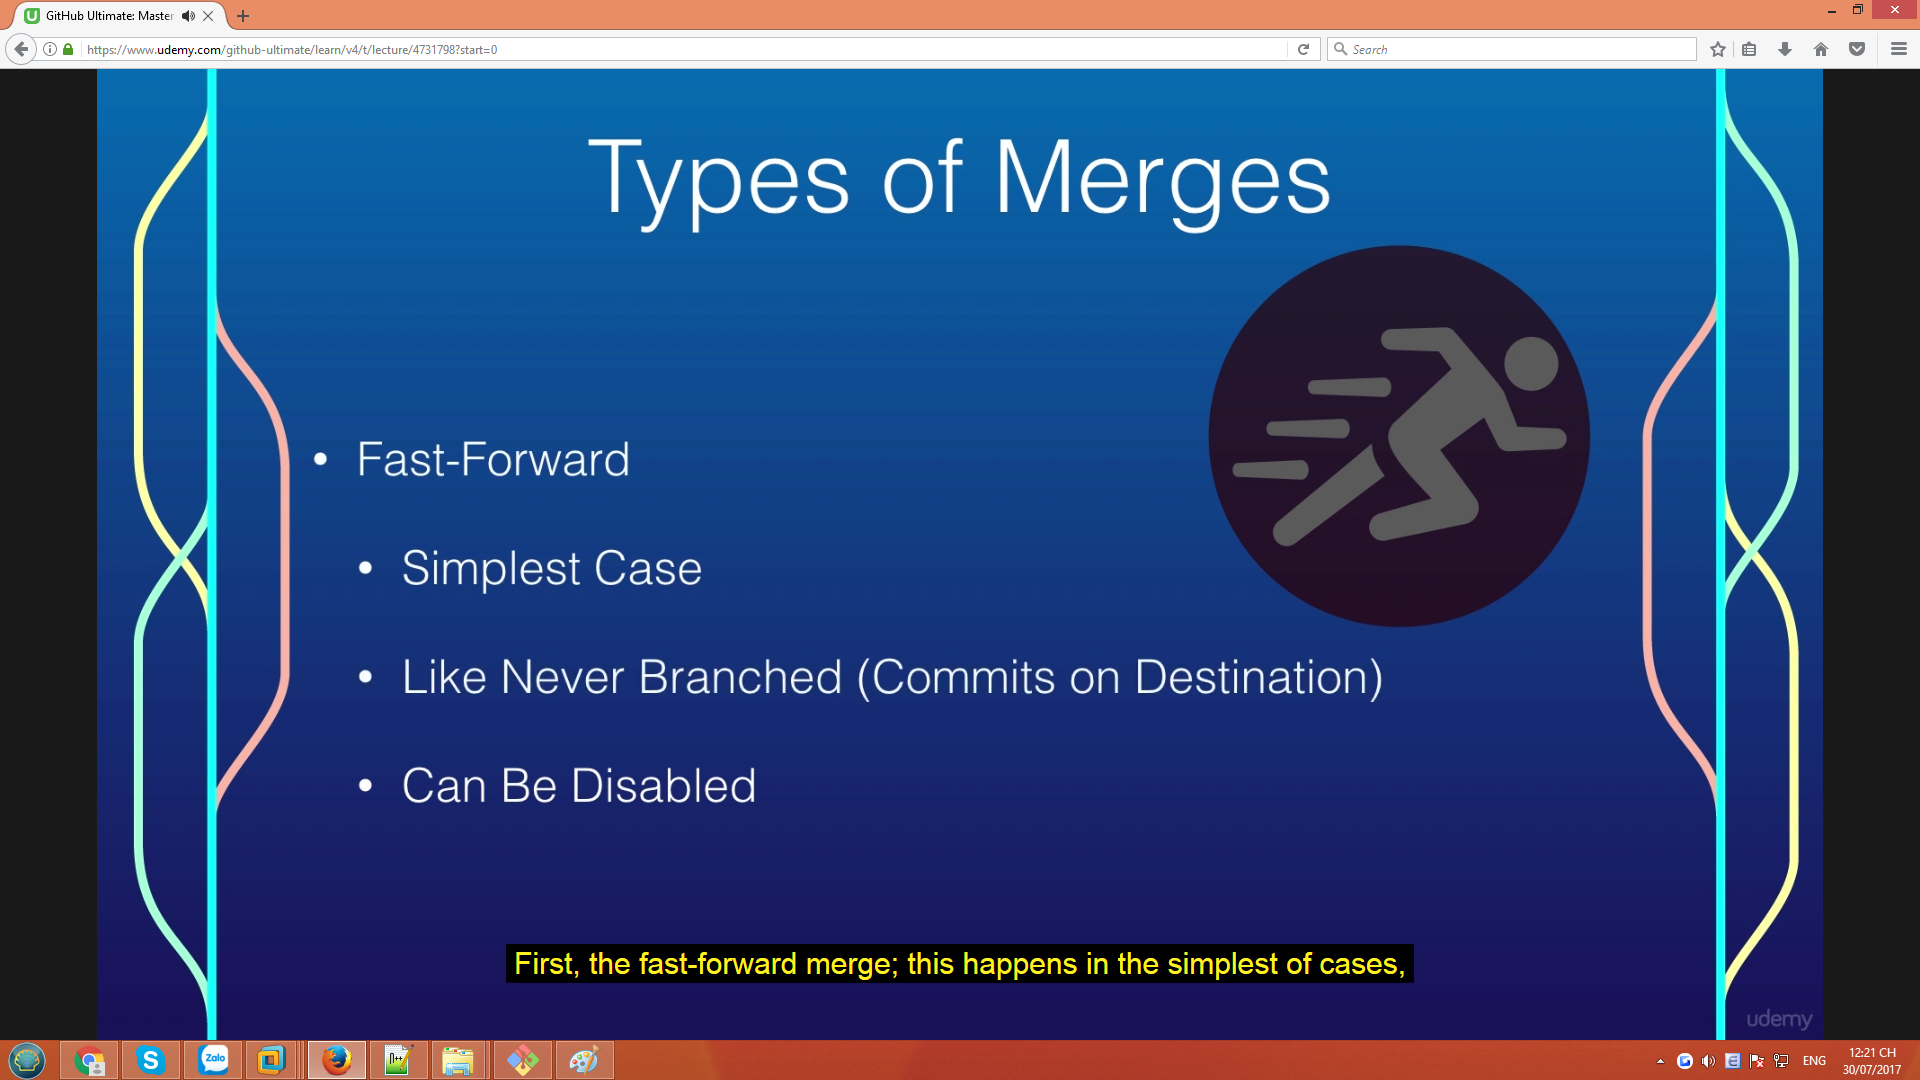 GitHub Ultimate: Master
https://www.udemy.com/github-ultimate/learn/v4/t/lecture/4731798?start=0
Search
Types of Merges
• Fast-Forward
• Simplest Case
• Like Never Branched (Commits on Destination)
• Can Be Disabled
First, the fast-forward merge; this happens in the simplest of cases,
udemy
Zalo
ENG
12:21 CH
30/07/2017